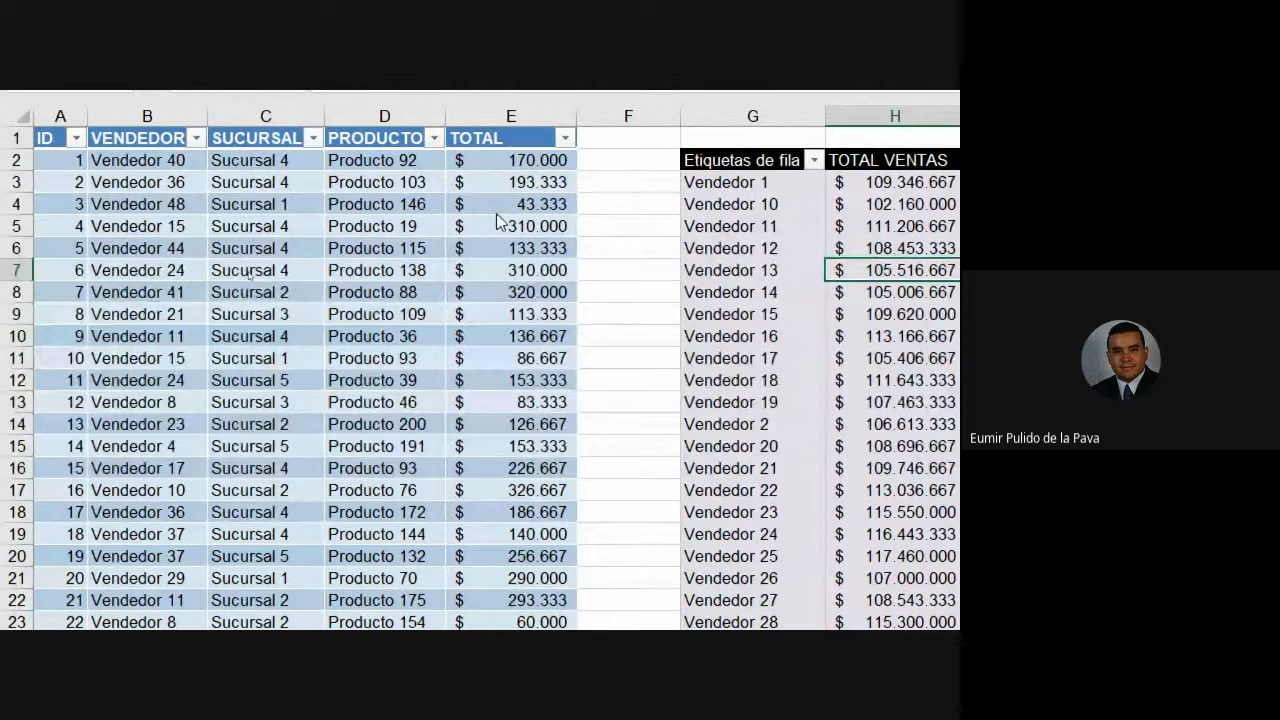 A B C D E F G H
1 ID VENDEDOR SUCURSAL PRODUCTO TOTAL
2 1 Vendedor 40 Sucursal 4 Producto 92 $ 170.000 Etiquetas de fila TOTAL VENTAS
3 2 Vendedor 36 Sucursal 4 Producto 103 $ 193.333 Vendedor 1 $ 109.346.667
4 3 Vendedor 48 Sucursal 1 Producto 146 $ 43.333 Vendedor 10 $ 102.160.000
5 4 Vendedor 15 Sucursal 4 Producto 19 $ 310.000 Vendedor 11 $ 111.206.667
6 5 Vendedor 44 Sucursal 4 Producto 115 $ 133.333 Vendedor 12 $ 108.453.333
7 6 Vendedor 24 Sucursal 4 Producto 138 $ 310.000 Vendedor 13 $ 105.516.667
8 7 Vendedor 41 Sucursal 2 Producto 88 $ 320.000 Vendedor 14 $ 105.006.667
9 8 Vendedor 21 Sucursal 3 Producto 109 $ 113.333 Vendedor 15 $ 109.620.000
10 9 Vendedor 11 Sucursal 4 Producto 36 $ 136.667 Vendedor 16 $ 113.166.667
11 10 Vendedor 15 Sucursal 1 Producto 93 $ 86.667 Vendedor 17 $ 105.406.667
12 11 Vendedor 24 Sucursal 5 Producto 39 $ 153.333 Vendedor 18 $ 111.643.333
13 12 Vendedor 8 Sucursal 3 Producto 46 $ 83.333 Vendedor 19 $ 107.463.333
14 13 Vendedor 23 Sucursal 2 Producto 200 $ 126.667 Vendedor 2 $ 106.613.333
15 14 Vendedor 4 Sucursal 5 Producto 191 $ 153.333 Vendedor 20 $ 108.696.667
16 15 Vendedor 17 Sucursal 4 Producto 93 $ 226.667 Vendedor 21 $ 109.746.667
17 16 Vendedor 10 Sucursal 2 Producto 76 $ 326.667 Vendedor 22 $ 113.036.667
18 17 Vendedor 36 Sucursal 4 Producto 172 $ 186.667 Vendedor 23 $ 115.550.000
19 18 Vendedor 37 Sucursal 4 Producto 144 $ 140.000 Vendedor 24 $ 116.443.333
20 19 Vendedor 37 Sucursal 5 Producto 132 $ 256.667 Vendedor 25 $ 117.460.000
21 20 Vendedor 29 Sucursal 1 Producto 70 $ 290.000 Vendedor 26 $ 107.000.000
22 21 Vendedor 11 Sucursal 2 Producto 175 $ 293.333 Vendedor 27 $ 108.543.333
23 22 Vendedor 8 Sucursal 2 Producto 154 $ 60.000 Vendedor 28 $ 115.300.000
Eumir Pulido de la Pava